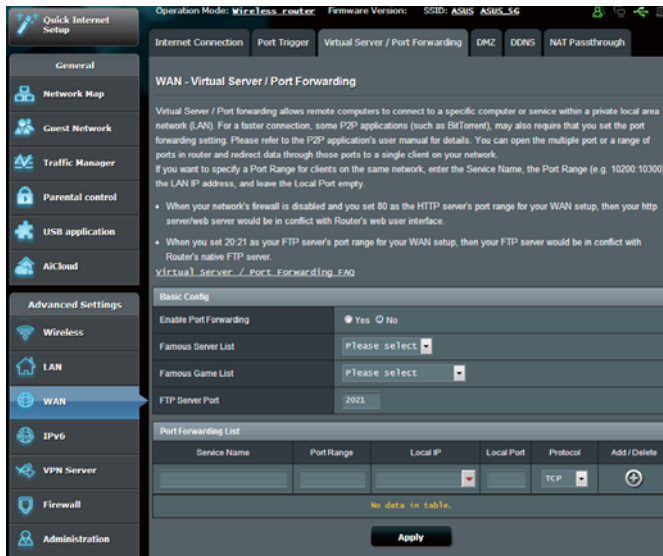 Operation Mode: Wireless router Firmware Version: SSID: ASUS ASUS_5G
Quick Internet
Setup
General
Network Map
Guest Network
Traffic Manager
Parental control
USB application
AiCloud
Advanced Settings
Wireless
LAN
WAN
IPv6
VPN Server
Firewall
Administration
Internet Connection Port Trigger Virtual Server / Port Forwarding DMZ DDNS NAT Passthrough
WAN - Virtual Server / Port Forwarding
Virtual Server / Port forwarding allows remote computers to connect to a specific computer or service within a private local area
network (LAN). For a faster connection, some P2P applications (such as BitTorrent), may also require that you set the port
forwarding setting. Please refer to the P2P application's user manual for details. You can open the multiple port or a range of
ports in router and redirect data through those ports to a single client on your network.
If you want to specify a Port Range for clients on the same network, enter the Service Name, the Port Range (e.g. 10200:10300)
the LAN IP address, and leave the Local Port empty.
• When your network's firewall is disabled and you set 80 as the HTTP server's port range for your WAN setup, then your http
server/web server would be in conflict with Router's web user interface.
• When you set 20:21 as your FTP server's port range for your WAN setup, then your FTP server would be in conflict with
Router's native FTP server.
Virtual Server / Port Forwarding FAQ
Basic Config
Enable Port Forwarding Yes No
Famous Server List Please select
Famous Game List Please select
FTP Server Port 2021
Port Forwarding List
Service Name Port Range Local IP Local Port Protocol Add / Delete
TCP
No data in table.
Apply